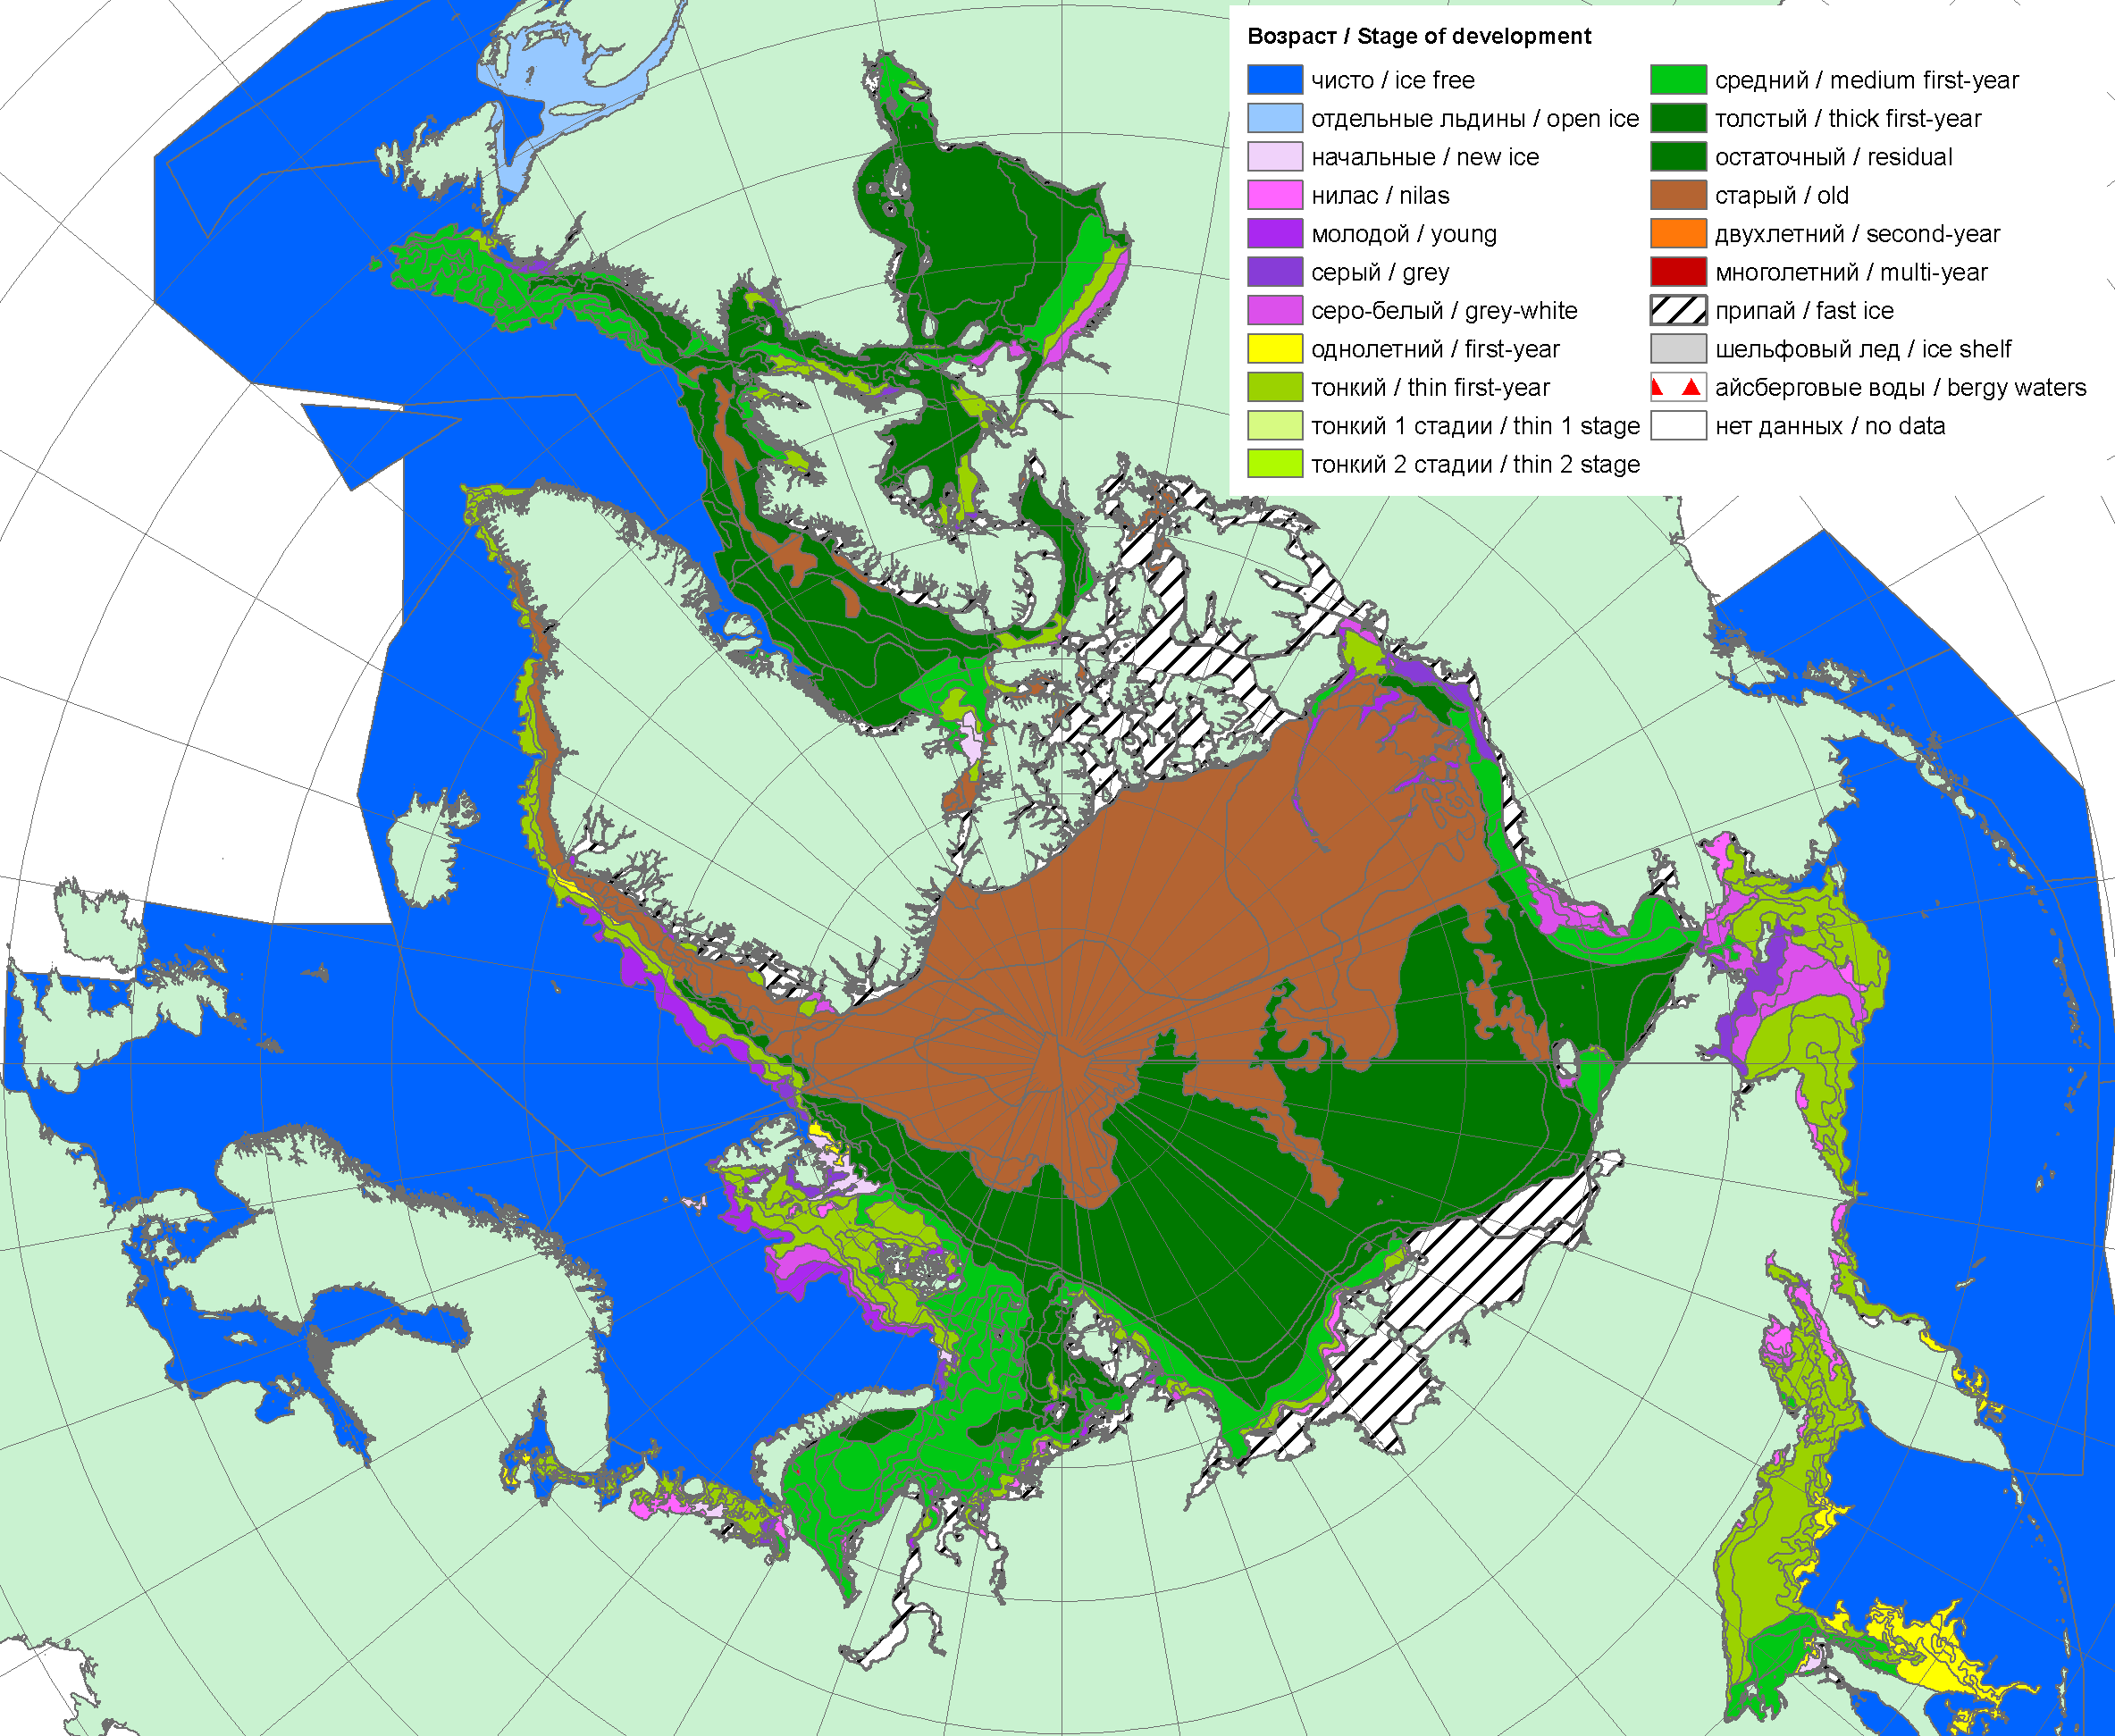 Возраст / Stage of development
чисто / ice free
отдельные льдины / open ice
начальные / new ice
нилас / nilas
молодой / young
серый / grey
серо-белый / grey-white
однолетний / first-year
тонкий / thin first-year
тонкий 1 стадии / thin 1 stage
тонкий 2 стадии / thin 2 stage
средний / medium first-year
толстый / thick first-year
остаточный / residual
старый / old
двухлетний / second-year
многолетний / multi-year
припай / fast ice
шельфовый лед / ice shelf
айсберговые воды / bergy waters
нет данных / no data